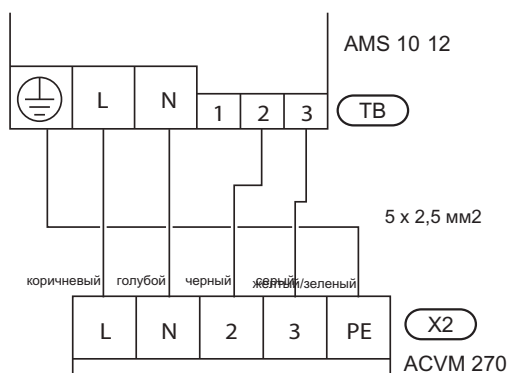 AMS 10 12
L N 1 2 3 TB
5 x 2,5 мм2
коричневый голубой черный серый желтый/зеленый
L N 2 3 PE X2
ACVM 270